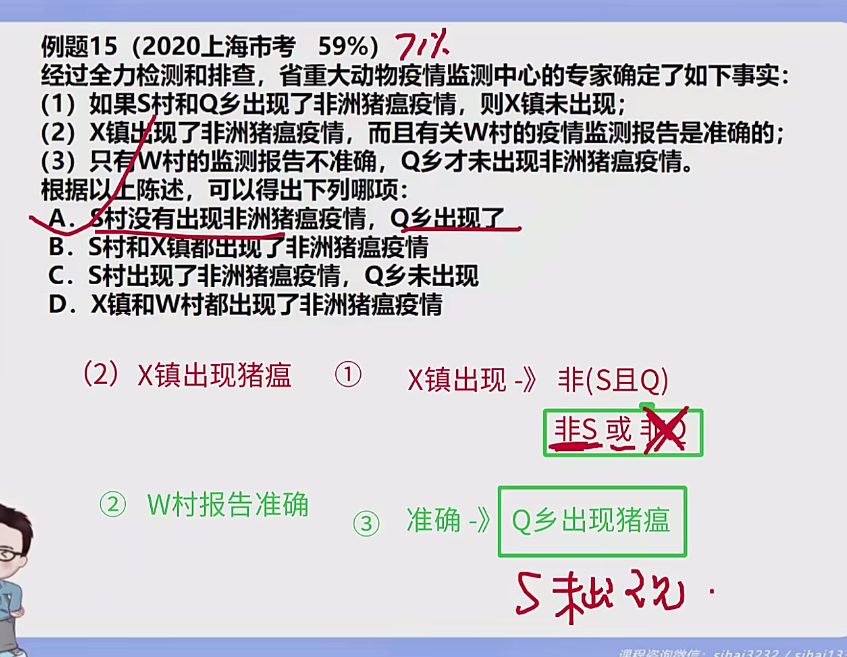 例题15（2020上海市考 59%）71%
经过全力检测和排查，省重大动物疫情监测中心的专家确定了如下事实：
（1）如果S村和Q乡出现了非洲猪瘟疫情，则X镇未出现；
（2）X镇出现了非洲猪瘟疫情，而且有关W村的疫情监测报告是准确的；
（3）只有W村的监测报告不准确，Q乡才未出现非洲猪瘟疫情。
根据以上陈述，可以得出下列哪项：
A．S村没有出现非洲猪瘟疫情，Q乡出现了
B．S村和X镇都出现了非洲猪瘟疫情
C．S村出现了非洲猪瘟疫情，Q乡未出现
D．X镇和W村都出现了非洲猪瘟疫情
（2）X镇出现猪瘟 ① X镇出现 -》 非(S且Q)
非S 或 非Q
② W村报告准确 ③ 准确 -》 Q乡出现猪瘟
S未出现.
课程咨询微信：sihai3232 / sihai133